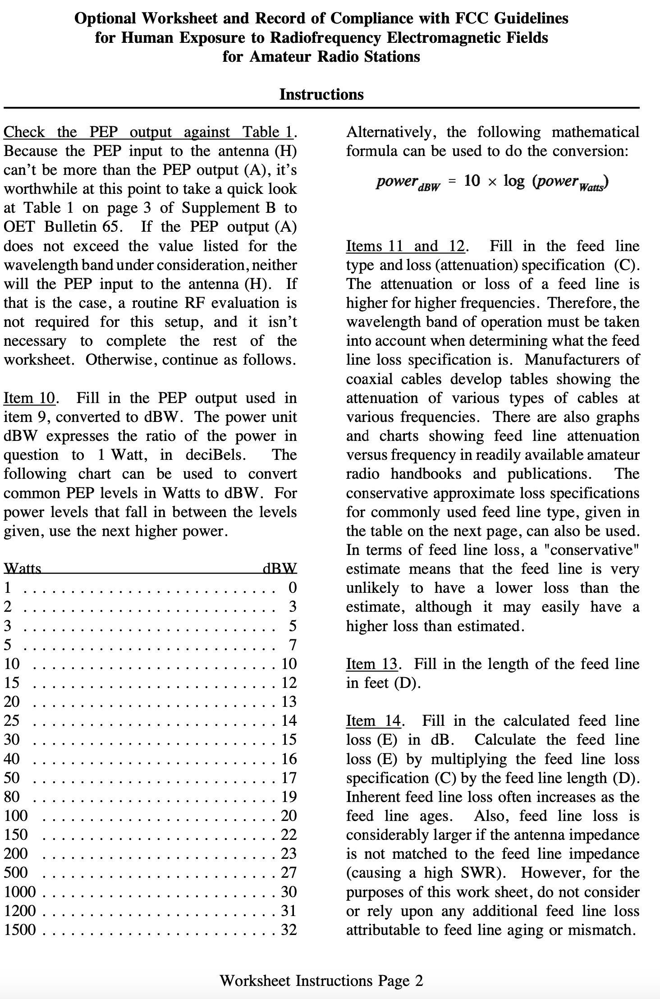 Optional Worksheet and Record of Compliance with FCC Guidelines
for Human Exposure to Radiofrequency Electromagnetic Fields
for Amateur Radio Stations
Instructions
Check the PEP output against Table 1.
Because the PEP input to the antenna (H)
can't be more than the PEP output (A), it's
worthwhile at this point to take a quick look
at Table 1 on page 3 of Supplement B to
OET Bulletin 65. If the PEP output (A)
does not exceed the value listed for the
wavelength band under consideration, neither
will the PEP input to the antenna (H). If
that is the case, a routine RF evaluation is
not required for this setup, and it isn't
necessary to complete the rest of the
worksheet. Otherwise, continue as follows.
Item 10. Fill in the PEP output used in
item 9, converted to dBW. The power unit
dBW expresses the ratio of the power in
question to 1 Watt, in deciBels. The
following chart can be used to convert
common PEP levels in Watts to dBW. For
power levels that fall in between the levels
given, use the next higher power.
Watts dBW
1 . . . . . . . . . . . . . . . . . . . . . . . . . . . 0
2 . . . . . . . . . . . . . . . . . . . . . . . . . . . 3
3 . . . . . . . . . . . . . . . . . . . . . . . . . . . 5
5 . . . . . . . . . . . . . . . . . . . . . . . . . . . 7
10 . . . . . . . . . . . . . . . . . . . . . . . . . . 10
15 . . . . . . . . . . . . . . . . . . . . . . . . . . 12
20 . . . . . . . . . . . . . . . . . . . . . . . . . . 13
25 . . . . . . . . . . . . . . . . . . . . . . . . . . 14
30 . . . . . . . . . . . . . . . . . . . . . . . . . . 15
40 . . . . . . . . . . . . . . . . . . . . . . . . . . 16
50 . . . . . . . . . . . . . . . . . . . . . . . . . . 17
80 . . . . . . . . . . . . . . . . . . . . . . . . . . 19
100 . . . . . . . . . . . . . . . . . . . . . . . . . 20
150 . . . . . . . . . . . . . . . . . . . . . . . . . 22
200 . . . . . . . . . . . . . . . . . . . . . . . . . 23
500 . . . . . . . . . . . . . . . . . . . . . . . . . 27
1000 . . . . . . . . . . . . . . . . . . . . . . . . . 30
1200 . . . . . . . . . . . . . . . . . . . . . . . . . 31
1500 . . . . . . . . . . . . . . . . . . . . . . . . . 32
Alternatively, the following mathematical
formula can be used to do the conversion:
power dBW = 10 × log (power Watts)
Items 11 and 12. Fill in the feed line
type and loss (attenuation) specification (C).
The attenuation or loss of a feed line is
higher for higher frequencies. Therefore, the
wavelength band of operation must be taken
into account when determining what the feed
line loss specification is. Manufacturers of
coaxial cables develop tables showing the
attenuation of various types of cables at
various frequencies. There are also graphs
and charts showing feed line attenuation
versus frequency in readily available amateur
radio handbooks and publications. The
conservative approximate loss specifications
for commonly used feed line type, given in
the table on the next page, can also be used.
In terms of feed line loss, a "conservative"
estimate means that the feed line is very
unlikely to have a lower loss than the
estimate, although it may easily have a
higher loss than estimated.
Item 13. Fill in the length of the feed line
in feet (D).
Item 14. Fill in the calculated feed line
loss (E) in dB. Calculate the feed line
loss (E) by multiplying the feed line loss
specification (C) by the feed line length (D).
Inherent feed line loss often increases as the
feed line ages. Also, feed line loss is
considerably larger if the antenna impedance
is not matched to the feed line impedance
(causing a high SWR). However, for the
purposes of this work sheet, do not consider
or rely upon any additional feed line loss
attributable to feed line aging or mismatch.
Worksheet Instructions Page 2